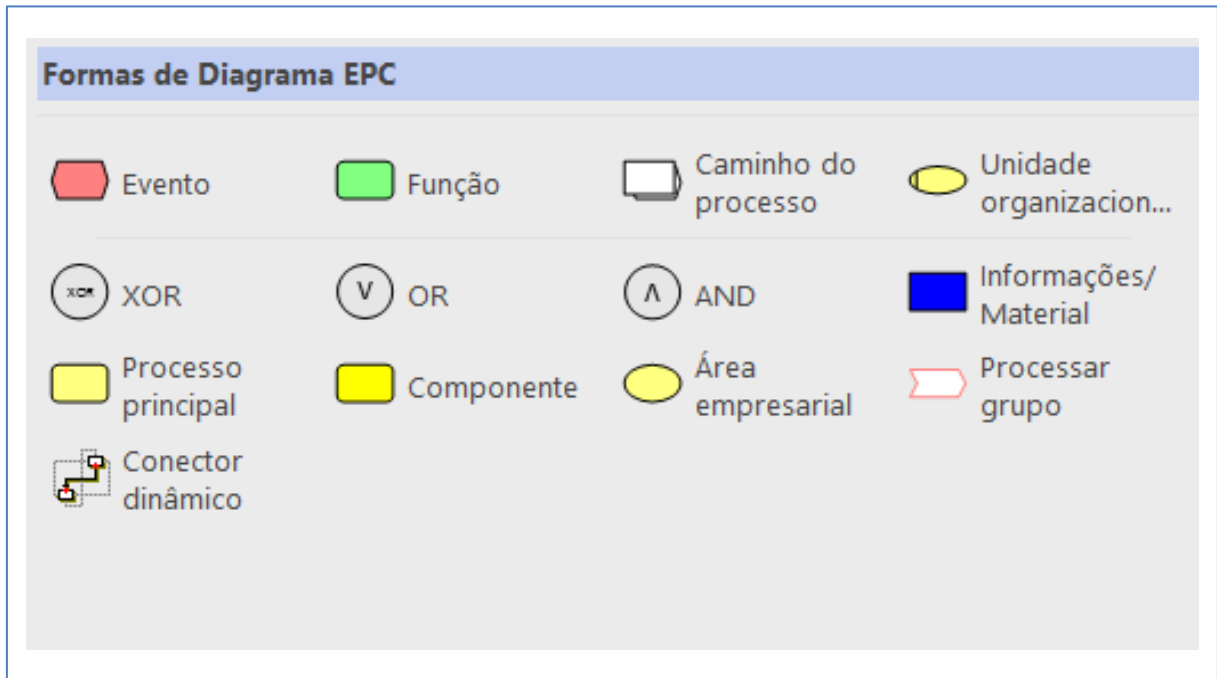 Formas de Diagrama EPC
Evento
Função
Caminho do
processo
Unidade
organizacion...
XOR
XOR
V
OR
Λ
AND
Informações/
Material
Processo
principal
Componente
Área
empresarial
Processar
grupo
Conector
dinâmico